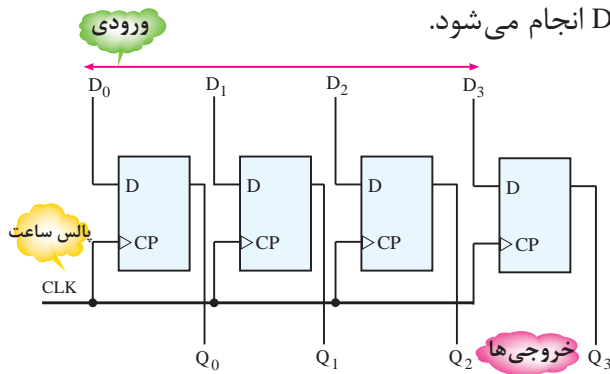 D انجام می‌شود.
ورودی
D0 D1 D2 D3
D D D D
پالس ساعت
CP CP CP CP
CLK
Q0 Q1 Q2 خروجی‌ها Q3